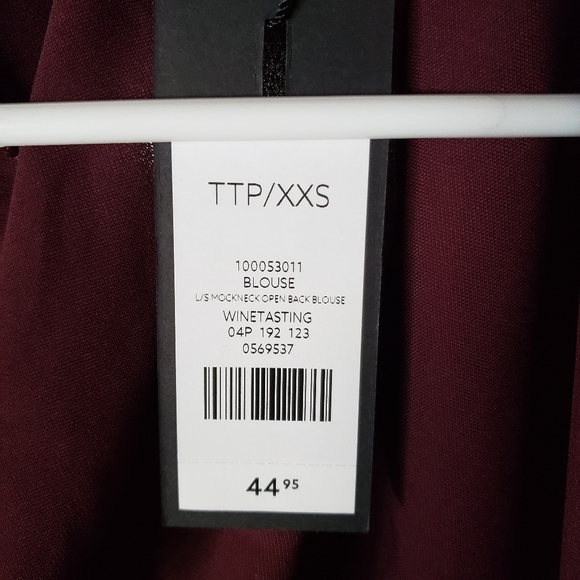 TTP/XXS
100053011
BLOUSE
L/S MOCKNECK OPEN BACK BLOUSE
WINETASTING
04P 192 123
0569537
44 95